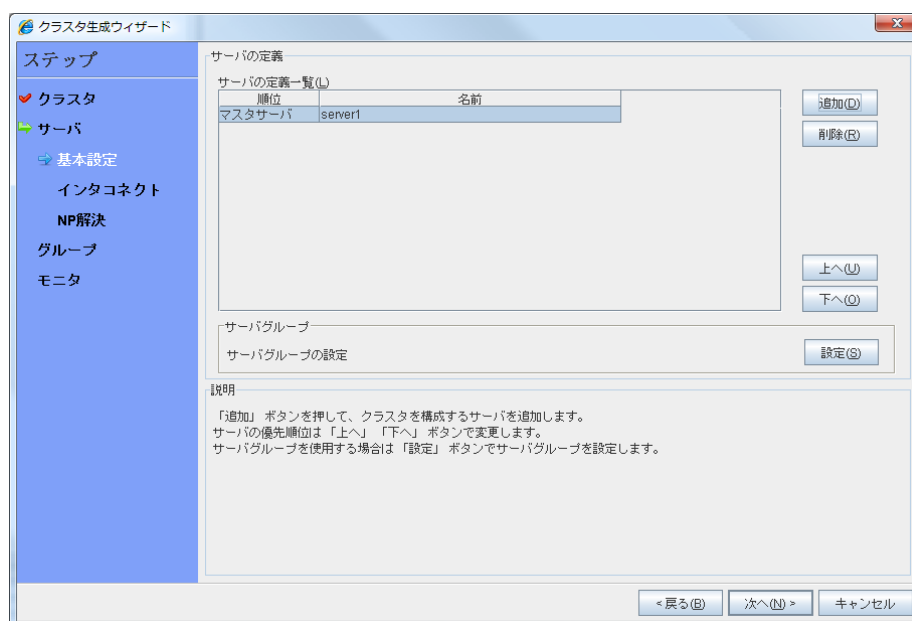 クラスタ生成ウィザード
ステップ
クラスタ
サーバ
基本設定
インタコネクト
NP解決
グループ
モニタ
サーバの定義
サーバの定義一覧(L)
順位 名前
マスタサーバ server1
追加(D)
削除(R)
上へ(U)
下へ(O)
サーバグループ
サーバグループの設定
設定(S)
説明
「追加」 ボタンを押して、クラスタを構成するサーバを追加します。
サーバの優先順位は「上へ」 「下へ」 ボタンで変更します。
サーバグループを使用する場合は「設定」 ボタンでサーバグループを設定します。
<戻る(B) 次へ(N) > キャンセル